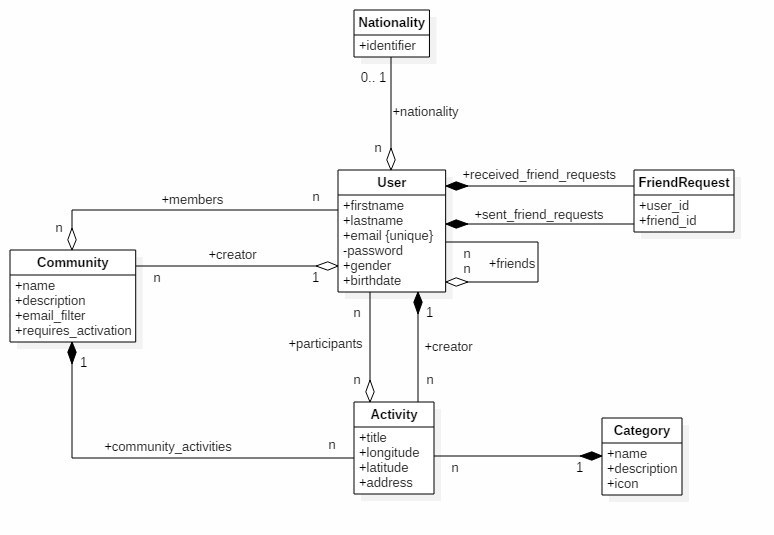 Nationality
+identifier
0.. 1
+nationality
n
User
+firstname
+lastname
+email {unique}
-password
+gender
+birthdate
+received_friend_requests
+sent_friend_requests
FriendRequest
+user_id
+friend_id
n
n
+friends
+members
n
n
+creator
n
1
Community
+name
+description
+email_filter
+requires_activation
1
n
+participants
n
1
+creator
n
+community_activities
n
Activity
+title
+longitude
+latitude
+address
n
1
Category
+name
+description
+icon